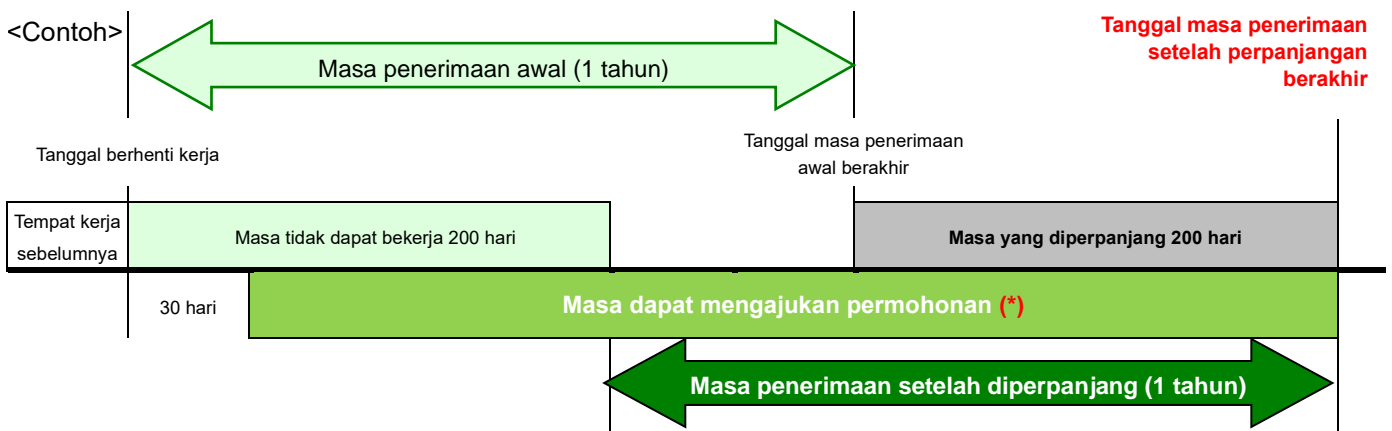 <Contoh>
Masa penerimaan awal (1 tahun)
Tanggal masa penerimaan
setelah perpanjangan
berakhir
Tanggal berhenti kerja
Tanggal masa penerimaan
awal berakhir
Tempat kerja
sebelumnya
Masa tidak dapat bekerja 200 hari
Masa yang diperpanjang 200 hari
30 hari
Masa dapat mengajukan permohonan (*)
Masa penerimaan setelah diperpanjang (1 tahun)